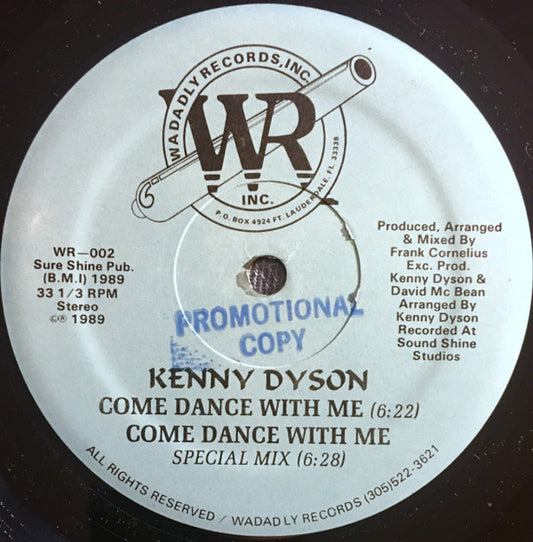 WADADLY RECORDS, INC.
WR
INC.
P.O. BOX 4924 FT. LAUDERDALE, FL. 33338
WR—002
Sure Shine Pub.
(B.M.I) 1989
33 1/3 RPM
Stereo
©℗ 1989
Produced, Arranged
& Mixed By
Frank Cornelius
Exc. Prod.
Kenny Dyson &
David Mc Bean
Arranged By
Kenny Dyson
Recorded At
Sound Shine
Studios
PROMOTIONAL
COPY
KENNY DYSON
COME DANCE WITH ME (6:22)
COME DANCE WITH ME
SPECIAL MIX (6:28)
ALL RIGHTS RESERVED / WADADLY RECORDS (305)522-3621